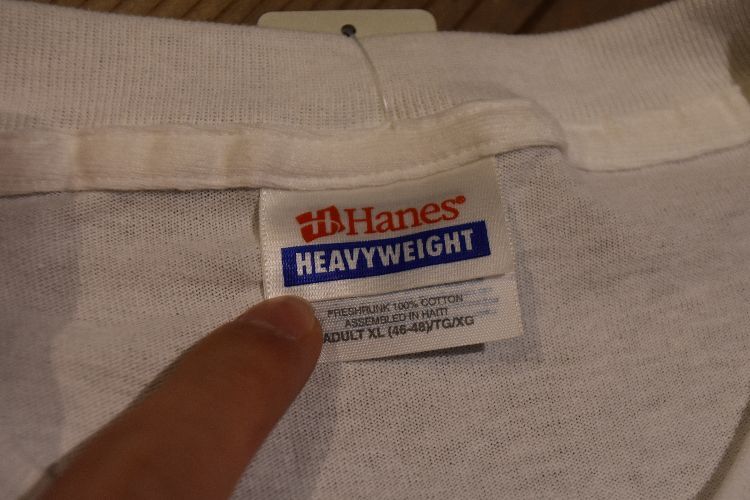 Hanes®
HEAVYWEIGHT
PRESHRUNK 100% COTTON
ASSEMBLED IN HAITI
ADULT XL (46-48)/TG/XG